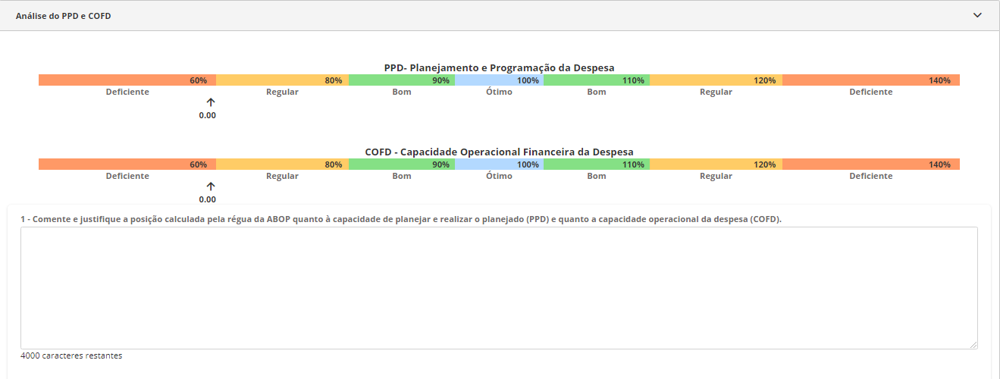 Análise do PPD e COFD
PPD- Planejamento e Programação da Despesa
60% 80% 90% 100% 110% 120% 140%
Deficiente Regular Bom Ótimo Bom Regular Deficiente
0.00
COFD - Capacidade Operacional Financeira da Despesa
60% 80% 90% 100% 110% 120% 140%
Deficiente Regular Bom Ótimo Bom Regular Deficiente
0.00
1 - Comente e justifique a posição calculada pela régua da ABOP quanto à capacidade de planejar e realizar o planejado (PPD) e quanto a capacidade operacional da despesa (COFD).
4000 caracteres restantes